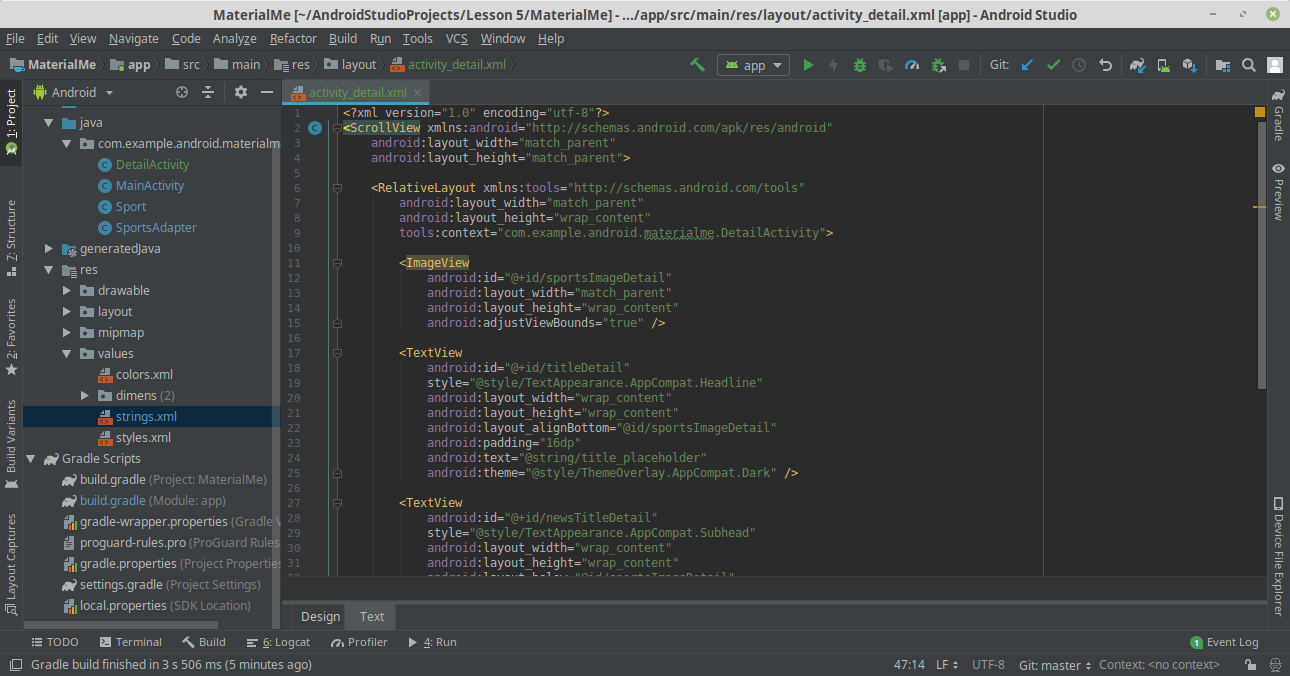 MaterialMe [~/AndroidStudioProjects/Lesson 5/MaterialMe] - .../app/src/main/res/layout/activity_detail.xml [app] - Android Studio
File Edit View Navigate Code Analyze Refactor Build Run Tools VCS Window Help
MaterialMe app src main res layout activity_detail.xml app Git:
1: Project
Z: Structure
2: Favorites
Build Variants
Layout Captures
Android
java
com.example.android.materialm
DetailActivity
MainActivity
Sport
SportsAdapter
generatedJava
res
drawable
layout
mipmap
values
colors.xml
dimens (2)
strings.xml
styles.xml
Gradle Scripts
build.gradle (Project: MaterialMe)
build.gradle (Module: app)
gradle-wrapper.properties (Gradle V
proguard-rules.pro (ProGuard Rules
gradle.properties (Project Propertie
settings.gradle (Project Settings)
local.properties (SDK Location)
activity_detail.xml
1 <?xml version="1.0" encoding="utf-8"?>
2 <ScrollView xmlns:android="http://schemas.android.com/apk/res/android"
3 android:layout_width="match_parent"
4 android:layout_height="match_parent">
5
6 <RelativeLayout xmlns:tools="http://schemas.android.com/tools"
7 android:layout_width="match_parent"
8 android:layout_height="wrap_content"
9 tools:context="com.example.android.materialme.DetailActivity">
10
11 <ImageView
12 android:id="@+id/sportsImageDetail"
13 android:layout_width="match_parent"
14 android:layout_height="wrap_content"
15 android:adjustViewBounds="true" />
16
17 <TextView
18 android:id="@+id/titleDetail"
19 style="@style/TextAppearance.AppCompat.Headline"
20 android:layout_width="wrap_content"
21 android:layout_height="wrap_content"
22 android:layout_alignBottom="@id/sportsImageDetail"
23 android:padding="16dp"
24 android:text="@string/title_placeholder"
25 android:theme="@style/ThemeOverlay.AppCompat.Dark" />
26
27 <TextView
28 android:id="@+id/newsTitleDetail"
29 style="@style/TextAppearance.AppCompat.Subhead"
30 android:layout_width="wrap_content"
31 android:layout_height="wrap_content"
android:layout_below="@id/sportsImageDetail"
Design Text
Gradle
Preview
Device File Explorer
TODO Terminal Build 6: Logcat Profiler 4: Run 1 Event Log
Gradle build finished in 3 s 506 ms (5 minutes ago) 47:14 LF UTF-8 Git: master Context: <no context>